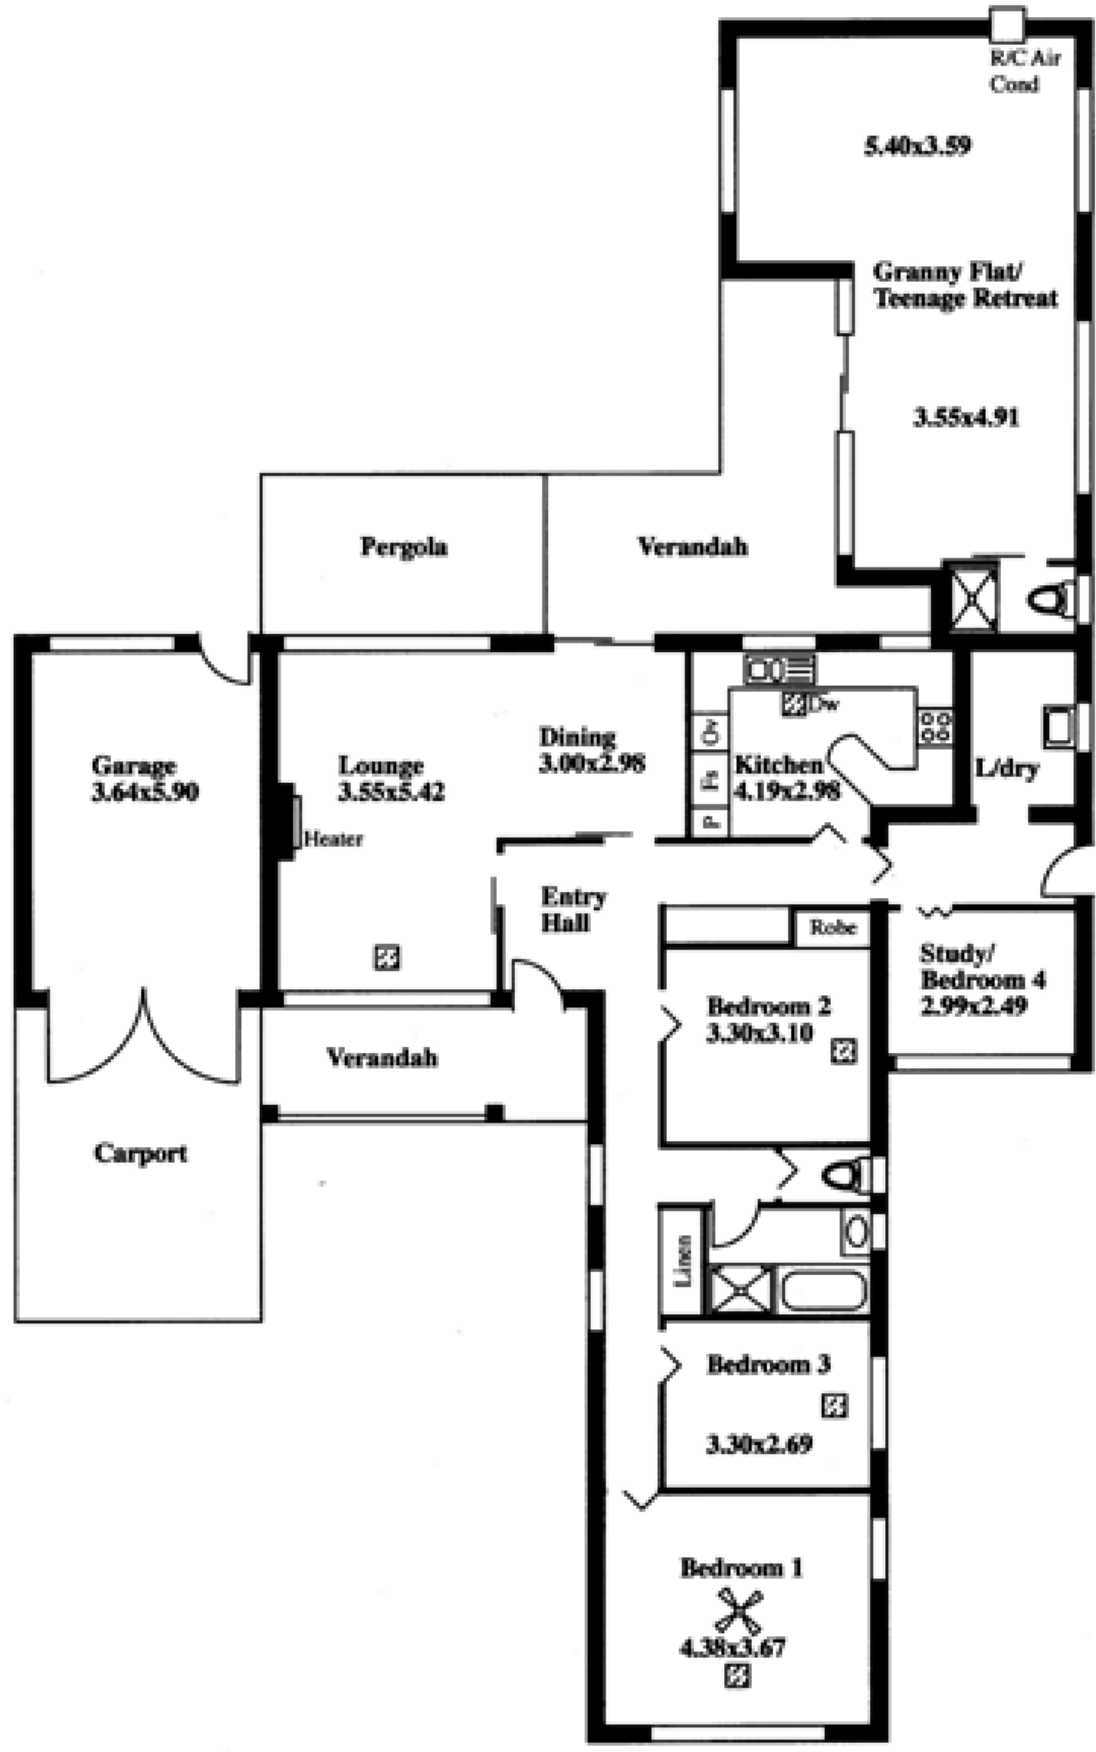 R/C Air
Cond
5.40x3.59
Granny Flat/
Teenage Retreat
3.55x4.91
Pergola
Verandah
Garage
3.64x5.90
Lounge
3.55x5.42
Heater
Dining
3.00x2.98
Dw
Ov
Fs
P
Kitchen
4.19x2.98
L/dry
Entry
Hall
Robe
Study/
Bedroom 4
2.99x2.49
Bedroom 2
3.30x3.10
Verandah
Carport
Linen
Bedroom 3
3.30x2.69
Bedroom 1
4.38x3.67